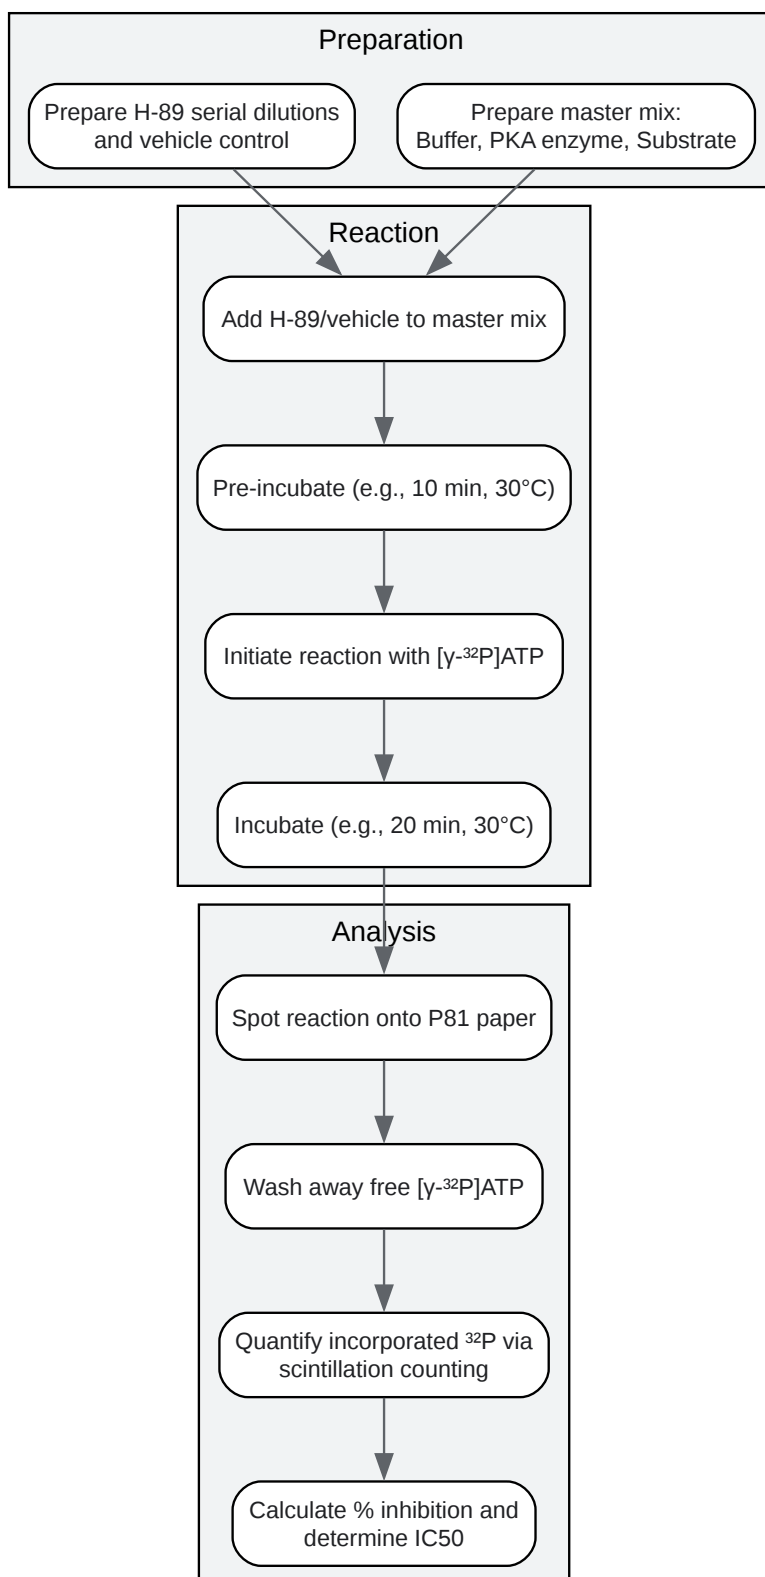 Preparation
Prepare H-89 serial dilutions
and vehicle control
Prepare master mix:
Buffer, PKA enzyme, Substrate
Reaction
Add H-89/vehicle to master mix
Pre-incubate (e.g., 10 min, 30°C)
Initiate reaction with [γ-³²P]ATP
Incubate (e.g., 20 min, 30°C)
Analysis
Spot reaction onto P81 paper
Wash away free [γ-³²P]ATP
Quantify incorporated ³²P via
scintillation counting
Calculate % inhibition and
determine IC50